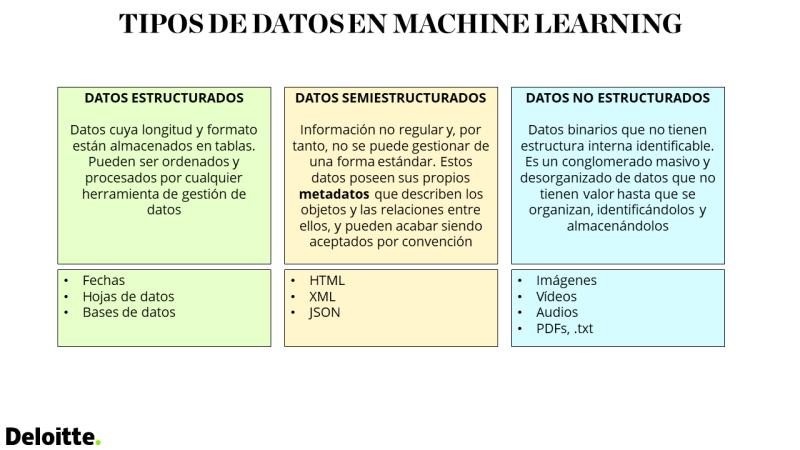 TIPOS DE DATOS EN MACHINE LEARNING
DATOS ESTRUCTURADOS
Datos cuya longitud y formato
están almacenados en tablas.
Pueden ser ordenados y
procesados por cualquier
herramienta de gestión de
datos
• Fechas
• Hojas de datos
• Bases de datos
DATOS SEMIESTRUCTURADOS
Información no regular y, por
tanto, no se puede gestionar de
una forma estándar. Estos
datos poseen sus propios
metadatos que describen los
objetos y las relaciones entre
ellos, y pueden acabar siendo
aceptados por convención
• HTML
• XML
• JSON
DATOS NO ESTRUCTURADOS
Datos binarios que no tienen
estructura interna identificable.
Es un conglomerado masivo y
desorganizado de datos que no
tienen valor hasta que se
organizan, identificándolos y
almacenándolos
• Imágenes
• Vídeos
• Audios
• PDFs, .txt
Deloitte.